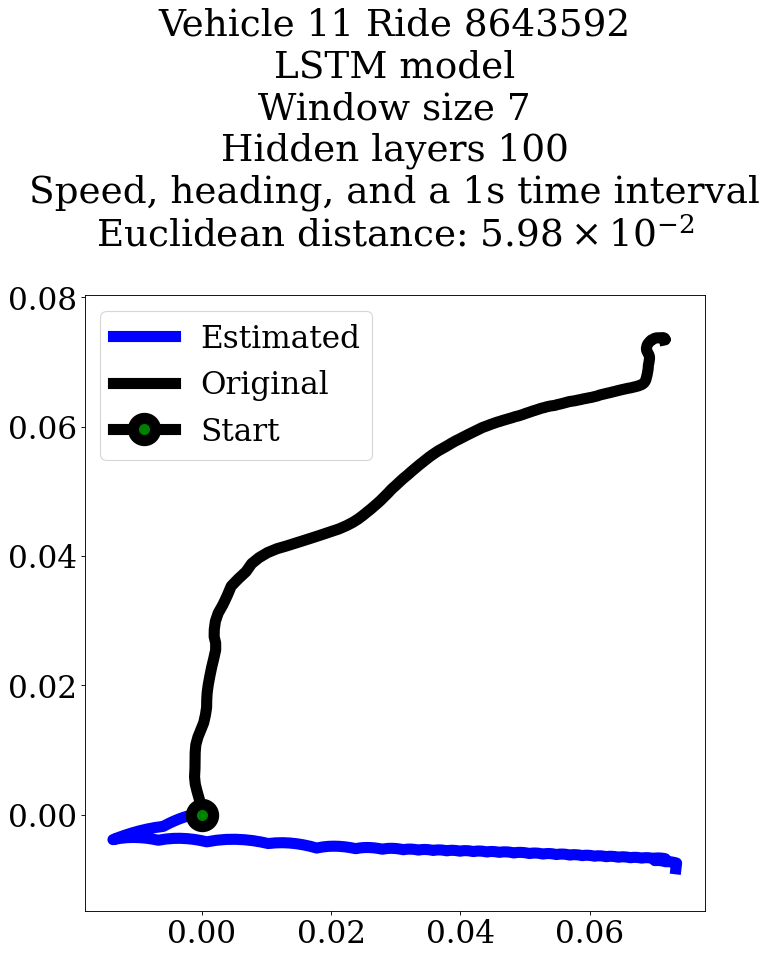 Vehicle 11 Ride 8643592
LSTM model
Window size 7
Hidden layers 100
Speed, heading, and a 1s time interval
Euclidean distance: 5.98 × 10⁻²
0.08
0.06
0.04
0.02
0.00
Estimated
Original
Start
0.00 0.02 0.04 0.06